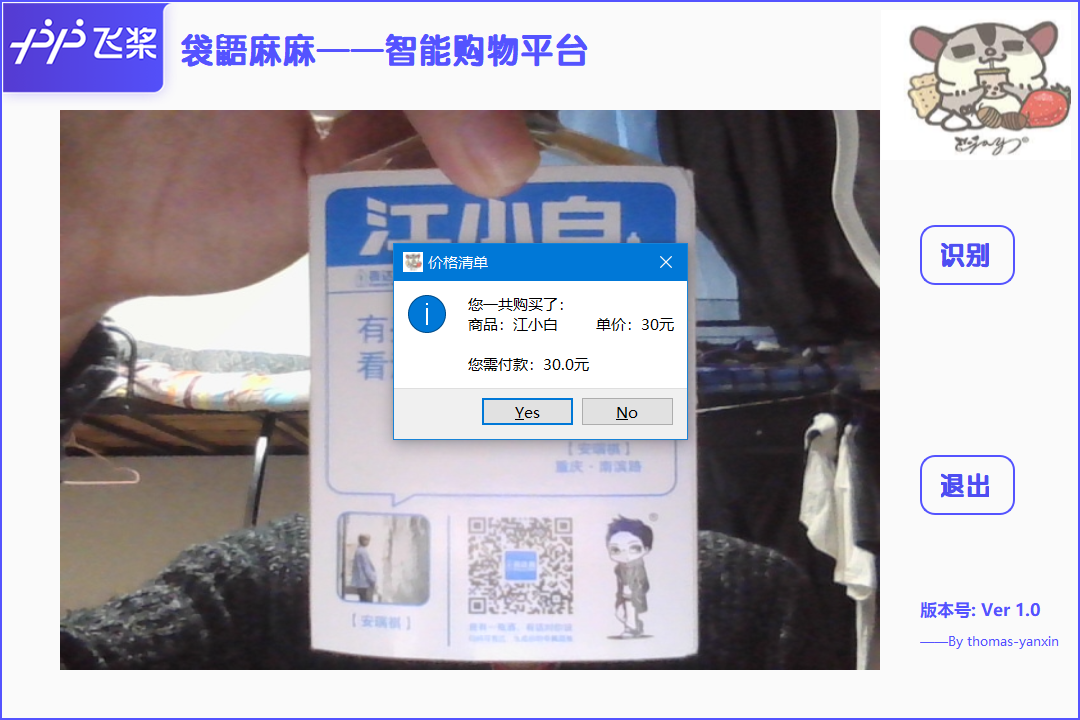 飞桨
袋鼯麻麻——智能购物平台
江小白
价格清单
您一共购买了：
商品：江小白 单价：30元
您需付款：30.0元
Yes
No
有
看
【安瑞祺】
重庆 - 南滨路
【安瑞祺】
识别
退出
版本号: Ver 1.0
——By thomas-yanxin